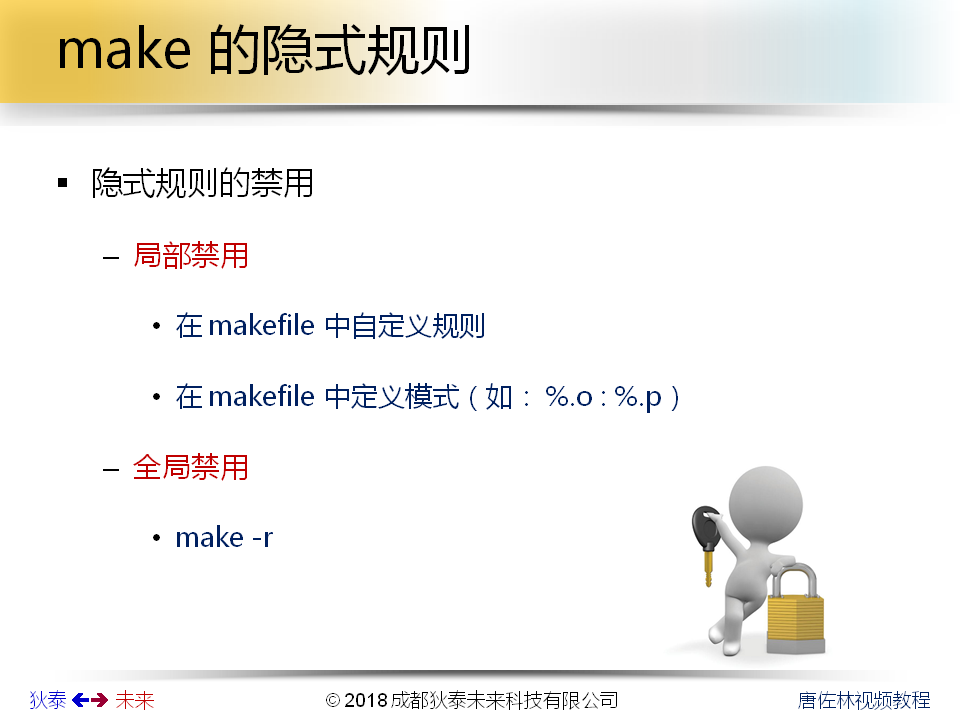 make 的隐式规则
▪ 隐式规则的禁用
– 局部禁用
• 在 makefile 中自定义规则
• 在 makefile 中定义模式（如： %.o : %.p ）
– 全局禁用
• make -r
狄泰 未来
© 2018 成都狄泰未来科技有限公司
唐佐林视频教程